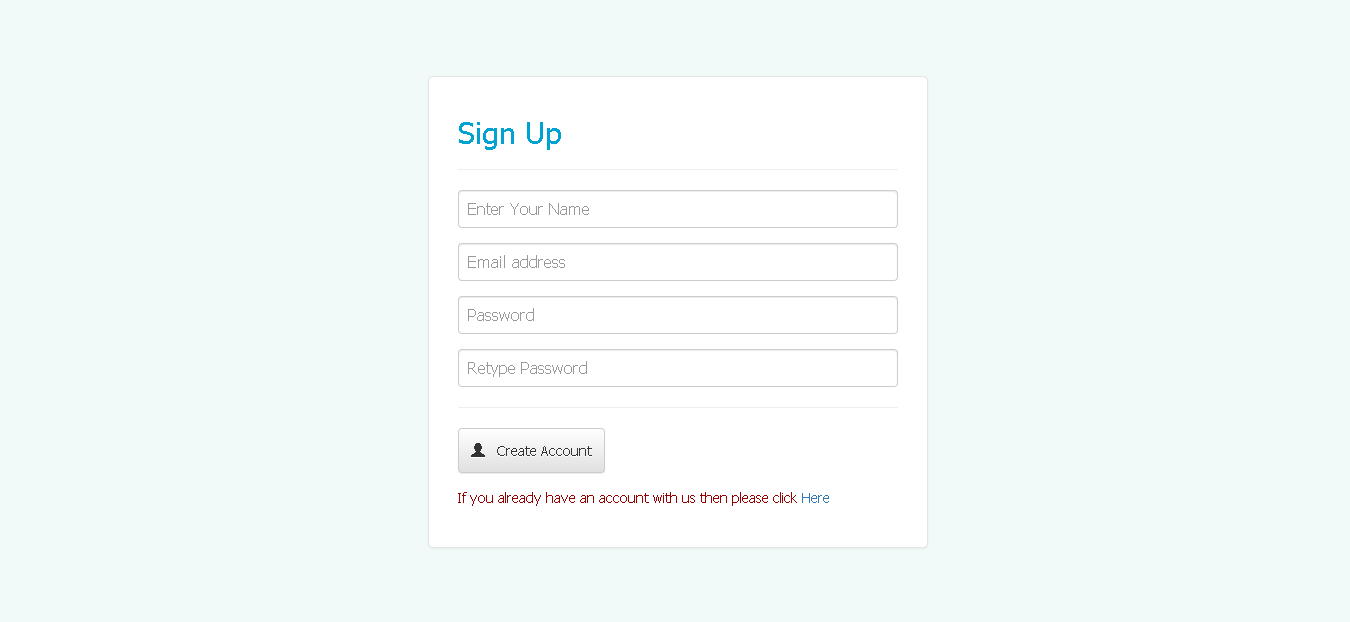 Sign Up
Enter Your Name
Email address
Password
Retype Password
Create Account
If you already have an account with us then please click Here